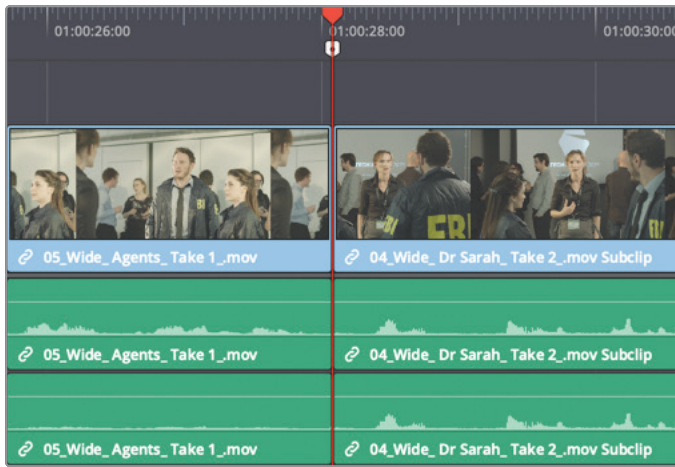 01:00:26:00
01:00:28:00
01:00:30:00
FBI
05_Wide_ Agents_ Take 1_.mov
04_Wide_ Dr Sarah_ Take 2_.mov Subclip
05_Wide_ Agents_ Take 1_.mov
04_Wide_ Dr Sarah_ Take 2_.mov Subclip
05_Wide_ Agents_ Take 1_.mov
04_Wide_ Dr Sarah_ Take 2_.mov Subclip